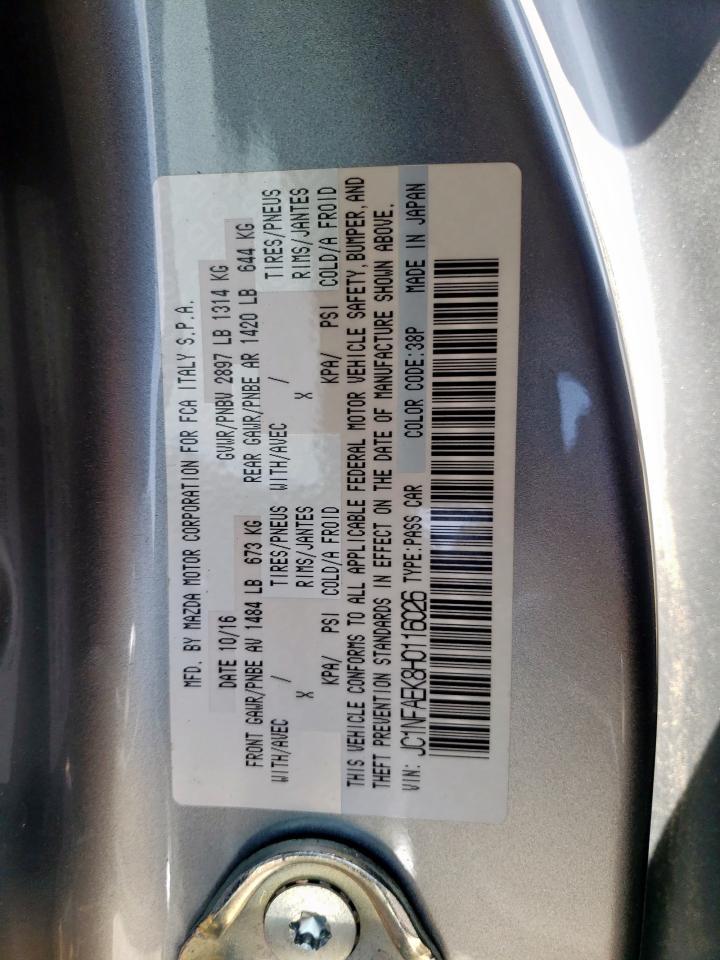 MFD. BY MAZDA MOTOR CORPORATION FOR FCA ITALY S.P.A.
DATE 10/16 GVWR/PNBV 2897 LB 1314 KG
FRONT GAWR/PNBE AV 1484 LB 673 KG REAR GAWR/PNBE AR 1420 LB 644 KG
WITH/AVEC / TIRES/PNEUS WITH/AVEC / TIRES/PNEUS
X RIMS/JANTES X RIMS/JANTES
KPA/ PSI COLD/A FROID KPA/ PSI COLD/A FROID
THIS VEHICLE CONFORMS TO ALL APPLICABLE FEDERAL MOTOR VEHICLE SAFETY, BUMPER, AND
THEFT PREVENTION STANDARDS IN EFFECT ON THE DATE OF MANUFACTURE SHOWN ABOVE.
VIN: JC1NFAEK8H0116026 TYPE:PASS CAR COLOR CODE:38P MADE IN JAPAN